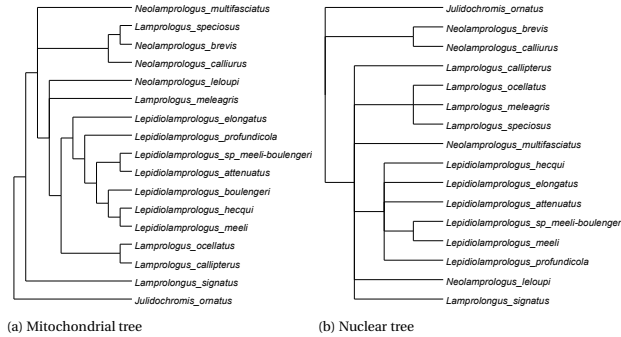 Neolamprologus_multifasciatus
Lamprologus_speciosus
Neolamprologus_brevis
Neolamprologus_calliurus
Neolamprologus_leloupi
Lamprologus_meleagris
Lepidiolamprologus_elongatus
Lepidiolamprologus_profundicola
Lepidiolamprologus_sp_meeli-boulengeri
Lepidiolamprologus_attenuatus
Lepidiolamprologus_boulengeri
Lepidiolamprologus_hecqui
Lepidiolamprologus_meeli
Lamprologus_ocellatus
Lamprologus_callipterus
Lamprolongus_signatus
Julidochromis_ornatus
(a) Mitochondrial tree
Julidochromis_ornatus
Neolamprologus_brevis
Neolamprologus_calliurus
Lamprologus_callipterus
Lamprologus_ocellatus
Lamprologus_meleagris
Lamprologus_speciosus
Neolamprologus_multifasciatus
Lepidiolamprologus_hecqui
Lepidiolamprologus_elongatus
Lepidiolamprologus_attenuatus
Lepidiolamprologus_sp_meeli-boulenger
Lepidiolamprologus_meeli
Lepidiolamprologus_profundicola
Neolamprologus_leloupi
Lamprolongus_signatus
(b) Nuclear tree